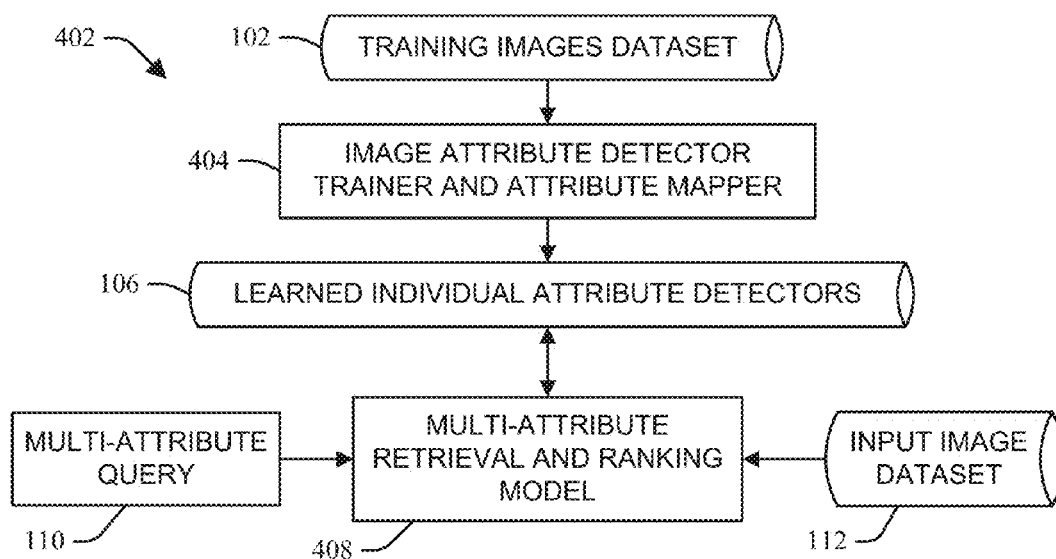 402
102
TRAINING IMAGES DATASET
404
IMAGE ATTRIBUTE DETECTOR
TRAINER AND ATTRIBUTE MAPPER
106
LEARNED INDIVIDUAL ATTRIBUTE DETECTORS
MULTI-ATTRIBUTE
QUERY
110
MULTI-ATTRIBUTE
RETRIEVAL AND RANKING
MODEL
408
INPUT IMAGE
DATASET
112